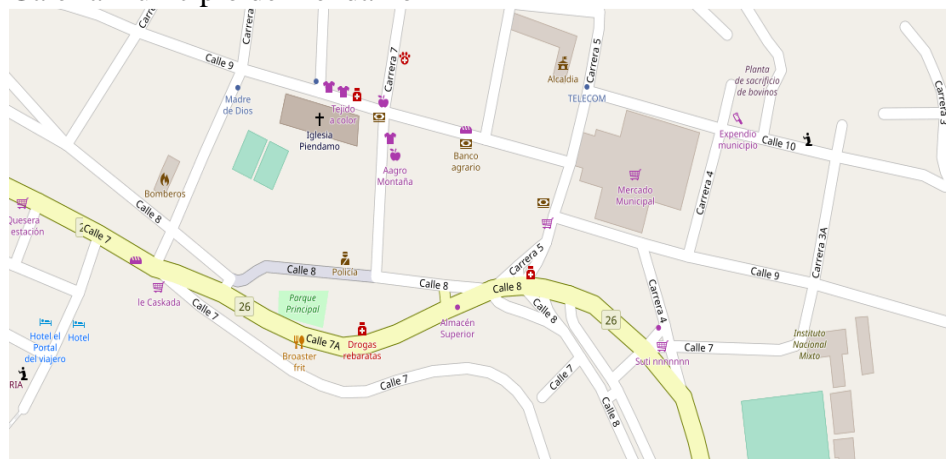 Calle 9
Carrera 7
Carrera 5
Alcaldia
Planta
de sacrificio
de bovinos
Carrera 3
Madre
de Dios
Tejido
a color
TELECOM
Iglesia
Piendamo
Expendio
municipio
Calle 10
Banco
agrario
Aagro
Montaña
Bomberos
Mercado
Municipal
Carrera 4
Quesera
estación
Calle 8
Calle 7
Carrera 3A
Policía
Calle 8
Carrera 5
Calle 9
le Caskada
Calle 7
26
Parque
Principal
Calle 8
Calle 8
Carrera 4
Calle 8
26
Almacén
Superior
Hotel el
Portal
del viajero
Hotel
Calle 7A
Drogas
rebaratas
Broaster
frit
Instituto
Nacional
Mixto
Calle 7
Suti nnnnnnn
RIA
Calle 7
Calle 7
Calle 8